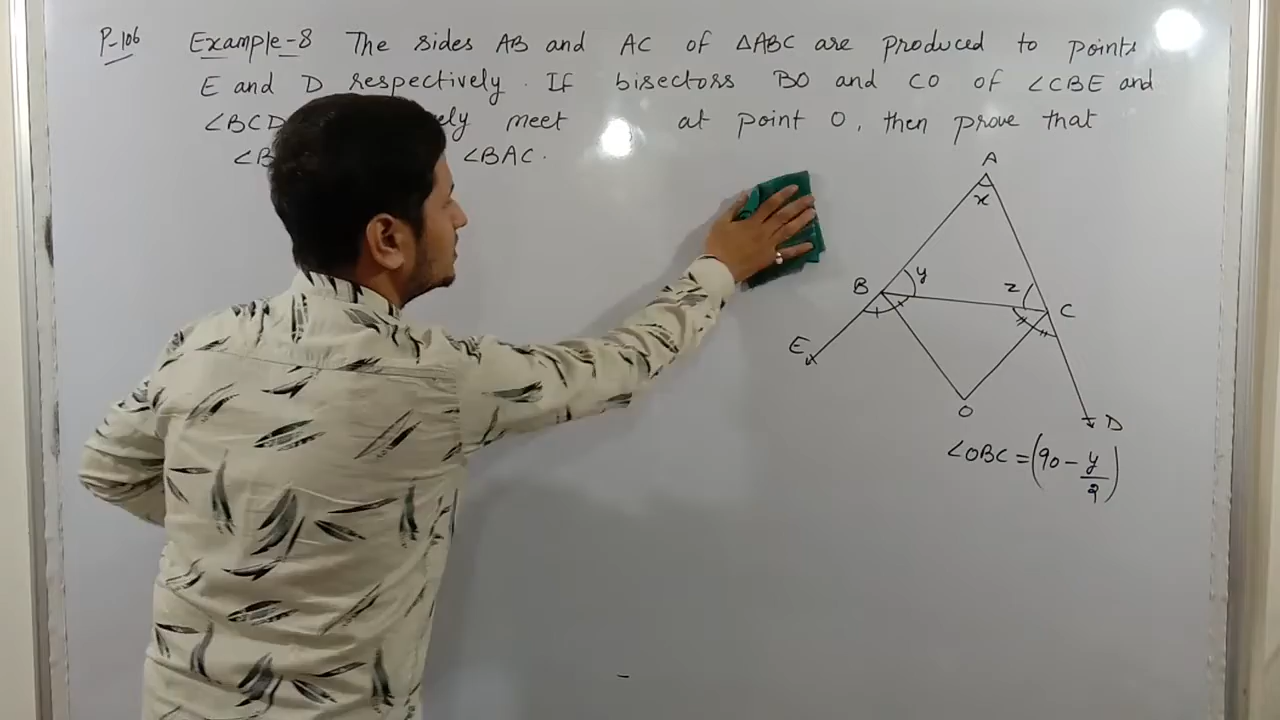 P-106 Example-8 The sides AB and AC of ΔABC are produced to points
E and D respectively. If bisectors BO and CO of ∠CBE and
∠BCD meet at point O, then prove that
∠BAC.
A
x
B y z C
E
O
D
∠OBC = (90 - y/2)